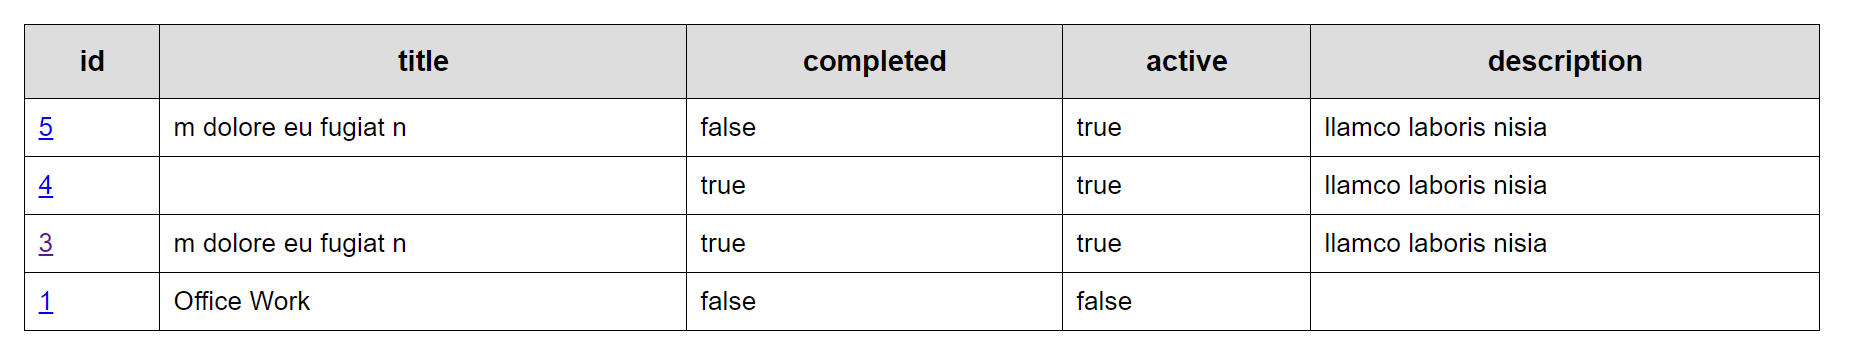 id title completed active description
5 m dolore eu fugiat n false true llamco laboris nisia
4 true true llamco laboris nisia
3 m dolore eu fugiat n true true llamco laboris nisia
1 Office Work false false